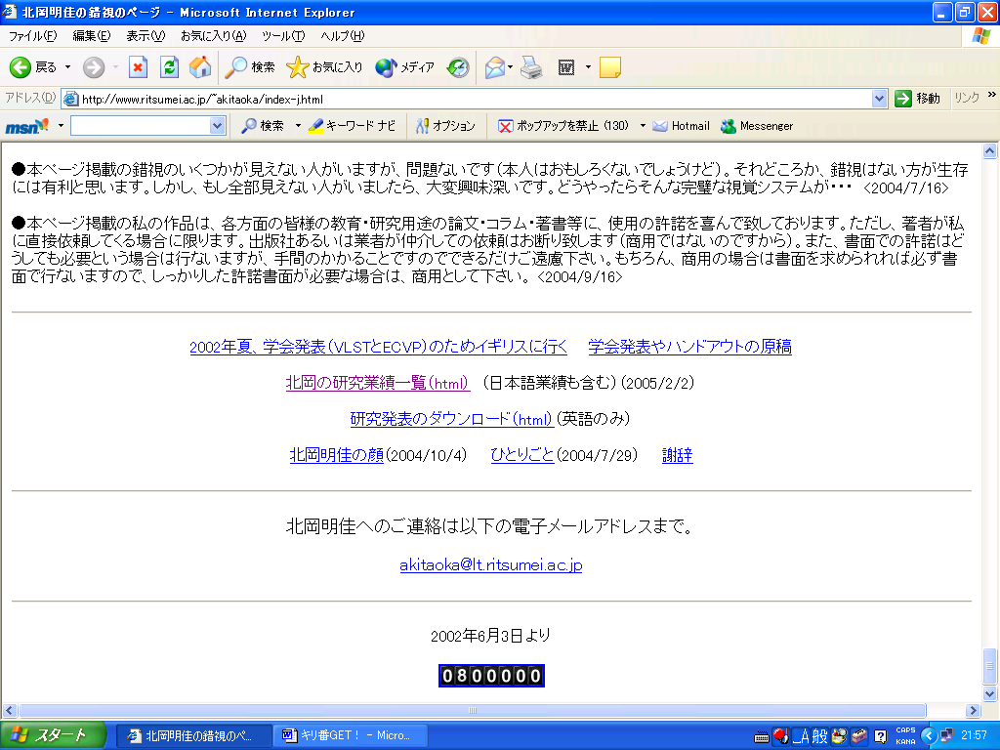 北岡明佳の錯視のページ - Microsoft Internet Explorer
ファイル(F) 編集(E) 表示(V) お気に入り(A) ツール(T) ヘルプ(H)
戻る 検索 お気に入り メディア
アドレス(D) http://www.ritsumei.ac.jp/~akitaoka/index-j.html 移動 リンク »
msn 検索 キーワード ナビ オプション ポップアップを禁止 (130) Hotmail Messenger
●本ページ掲載の錯視のいくつかが見えない人がいますが、問題ないです(本人はおもしろくないでしょうけど)。それどころか、錯視はない方が生存
には有利と思います。しかし、もし全部見えない人がいましたら、大変興味深いです。どうやったらそんな完璧な視覚システムが・・・ <2004/7/16>
●本ページ掲載の私の作品は、各方面の皆様の教育・研究用途の論文・コラム・著書等に、使用の許諾を喜んで致しております。ただし、著者が私
に直接依頼してくる場合に限ります。出版社あるいは業者が仲介しての依頼はお断り致します(商用ではないのですから)。また、書面での許諾はど
うしても必要という場合は行ないますが、手間のかかることですのでできるだけご遠慮下さい。もちろん、商用の場合は書面を求められれば必ず書
面で行ないますので、しっかりした許諾書面が必要な場合は、商用として下さい。 <2004/9/16>
2002年夏、学会発表(VLSTとECVP)のためイギリスに行く 学会発表やハンドアウトの原稿
北岡の研究業績一覧(html) (日本語業績も含む) (2005/2/2)
研究発表のダウンロード(html) (英語のみ)
北岡明佳の顔(2004/10/4) ひとりごと(2004/7/29) 謝辞
北岡明佳へのご連絡は以下の電子メールアドレスまで。
akitaoka@lt.ritsumei.ac.jp
2002年6月3日より
0800000
スタート 北岡明佳の錯視のペ... キリ番GET! - Micro... A般 CAPS KANA 21:57